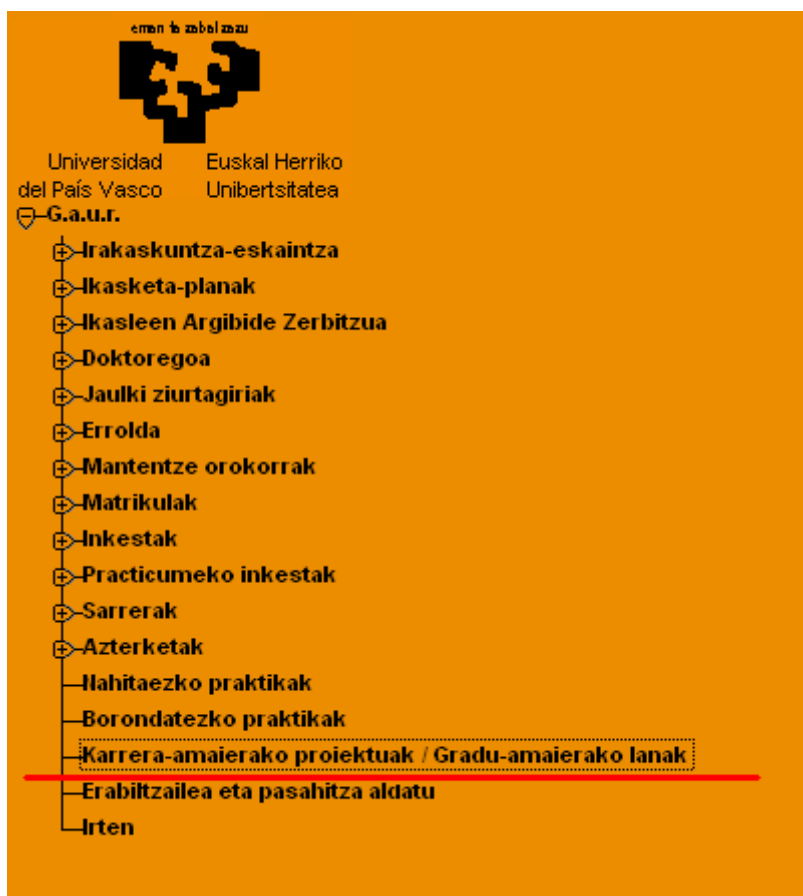 eman ta zabal zazu
Universidad Euskal Herriko
del País Vasco Unibertsitatea
G.a.u.r.
Irakaskuntza-eskaintza
Ikasketa-planak
Ikasleen Argibide Zerbitzua
Doktoregoa
Jaulki ziurtagiriak
Errolda
Mantentze orokorrak
Matrikulak
Inkestak
Practicumeko inkestak
Sarrerak
Azterketak
Nahitaezko praktikak
Borondatezko praktikak
Karrera-amaierako proiektuak / Gradu-amaierako lanak
Erabiltzailea eta pasahitza aldatu
Irten